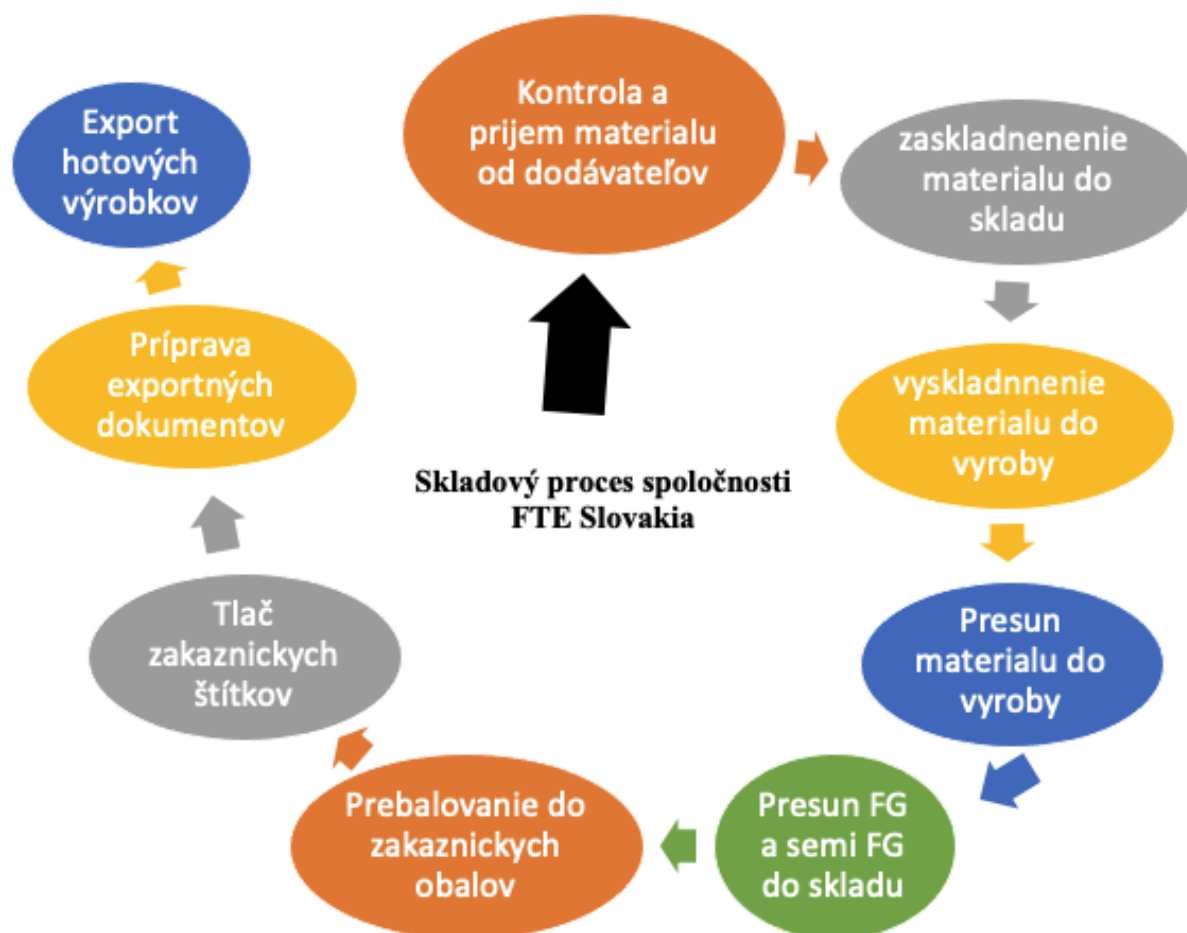 Kontrola a
prijem materialu
od dodávateľov
zaskladnenenie
materialu do
skladu
vyskladnnenie
materialu do
vyroby
Presun
materialu do
vyroby
Presun FG
a semi FG
do skladu
Prebalovanie do
zakaznickych
obalov
Tlač
zakaznickych
štítkov
Príprava
exportných
dokumentov
Export
hotových
výrobkov
Skladový proces spoločnosti
FTE Slovakia